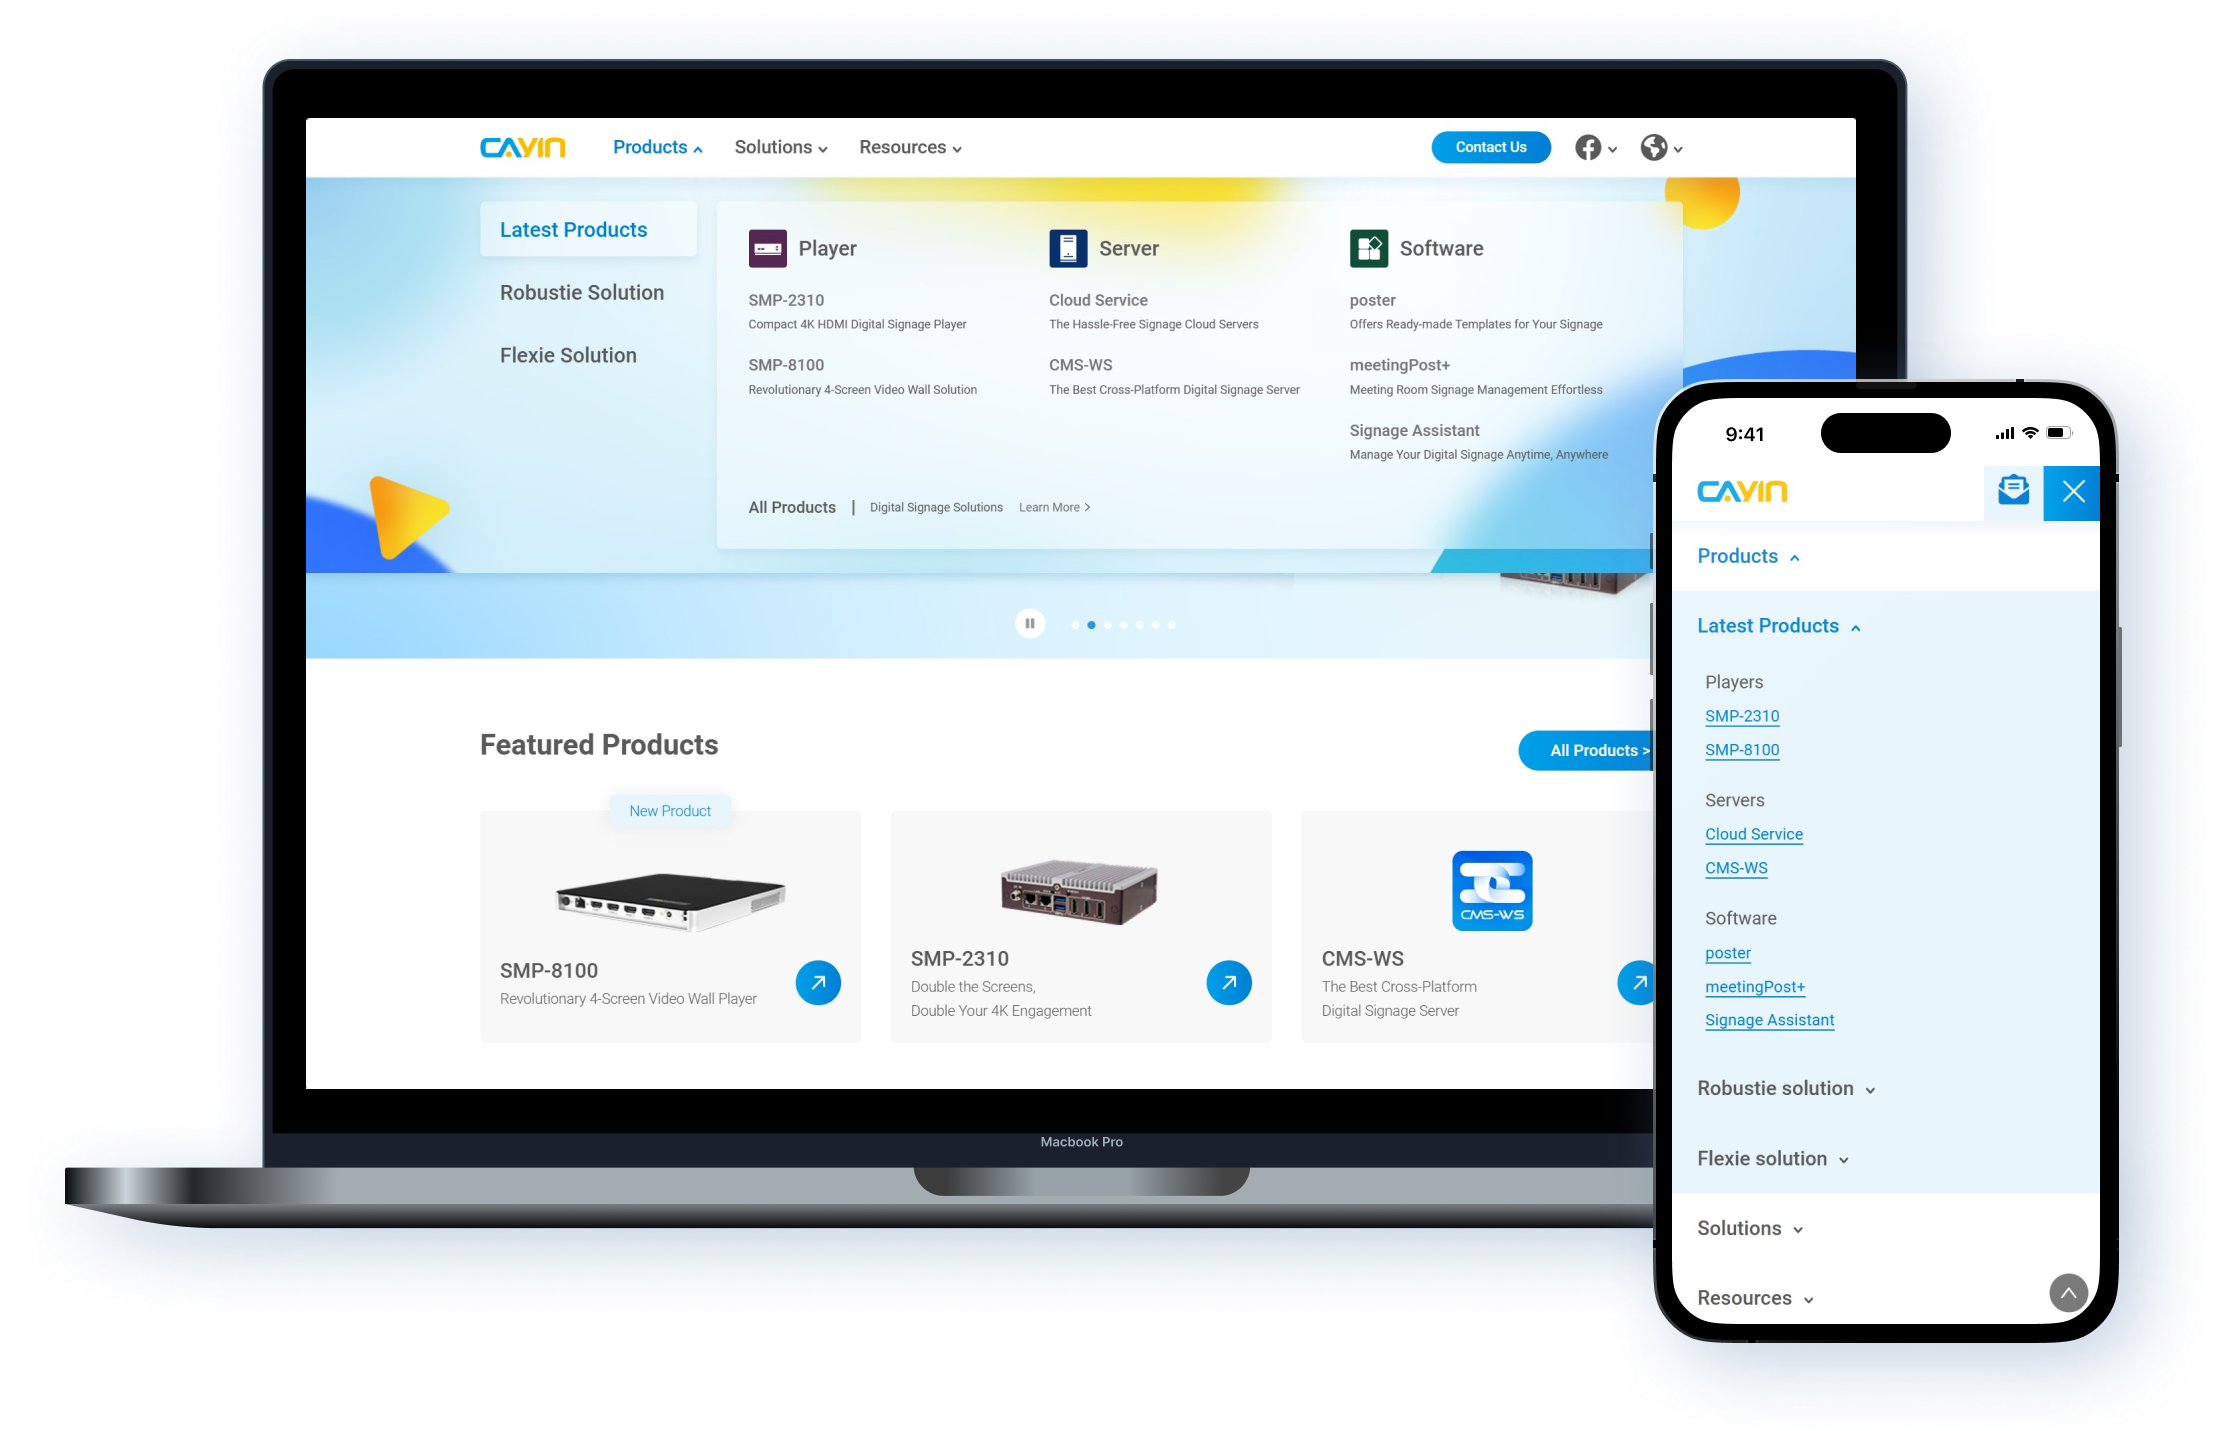 CAYIN
Products
Solutions
Resources
Contact Us
Latest Products
Robustie Solution
Flexie Solution
Player
SMP-2310
Compact 4K HDMI Digital Signage Player
SMP-8100
Revolutionary 4-Screen Video Wall Solution
Server
Cloud Service
The Hassle-Free Signage Cloud Servers
CMS-WS
The Best Cross-Platform Digital Signage Server
Software
poster
Offers Ready-made Templates for Your Signage
meetingPost+
Meeting Room Signage Management Effortless
Signage Assistant
Manage Your Digital Signage Anytime, Anywhere
All Products | Digital Signage Solutions Learn More >
Featured Products
All Products >
New Product
SMP-8100
Revolutionary 4-Screen Video Wall Player
SMP-2310
Double the Screens,
Double Your 4K Engagement
CMS-WS
CMS-WS
The Best Cross-Platform
Digital Signage Server
Macbook Pro
9:41
CAYIN
Products
Latest Products
Players
SMP-2310
SMP-8100
Servers
Cloud Service
CMS-WS
Software
poster
meetingPost+
Signage Assistant
Robustie solution
Flexie solution
Solutions
Resources